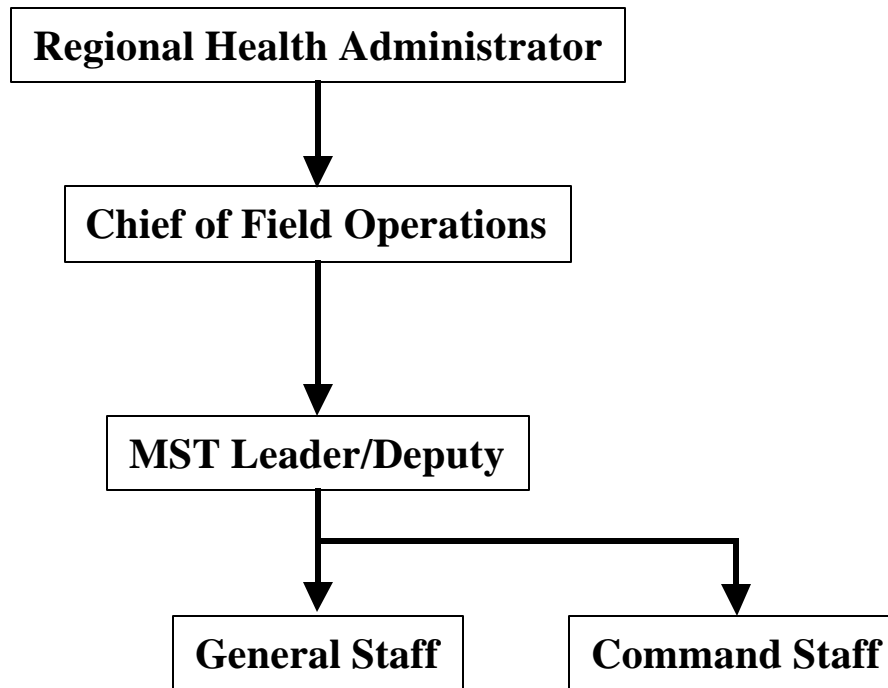 Regional Health Administrator
Chief of Field Operations
MST Leader/Deputy
General Staff
Command Staff